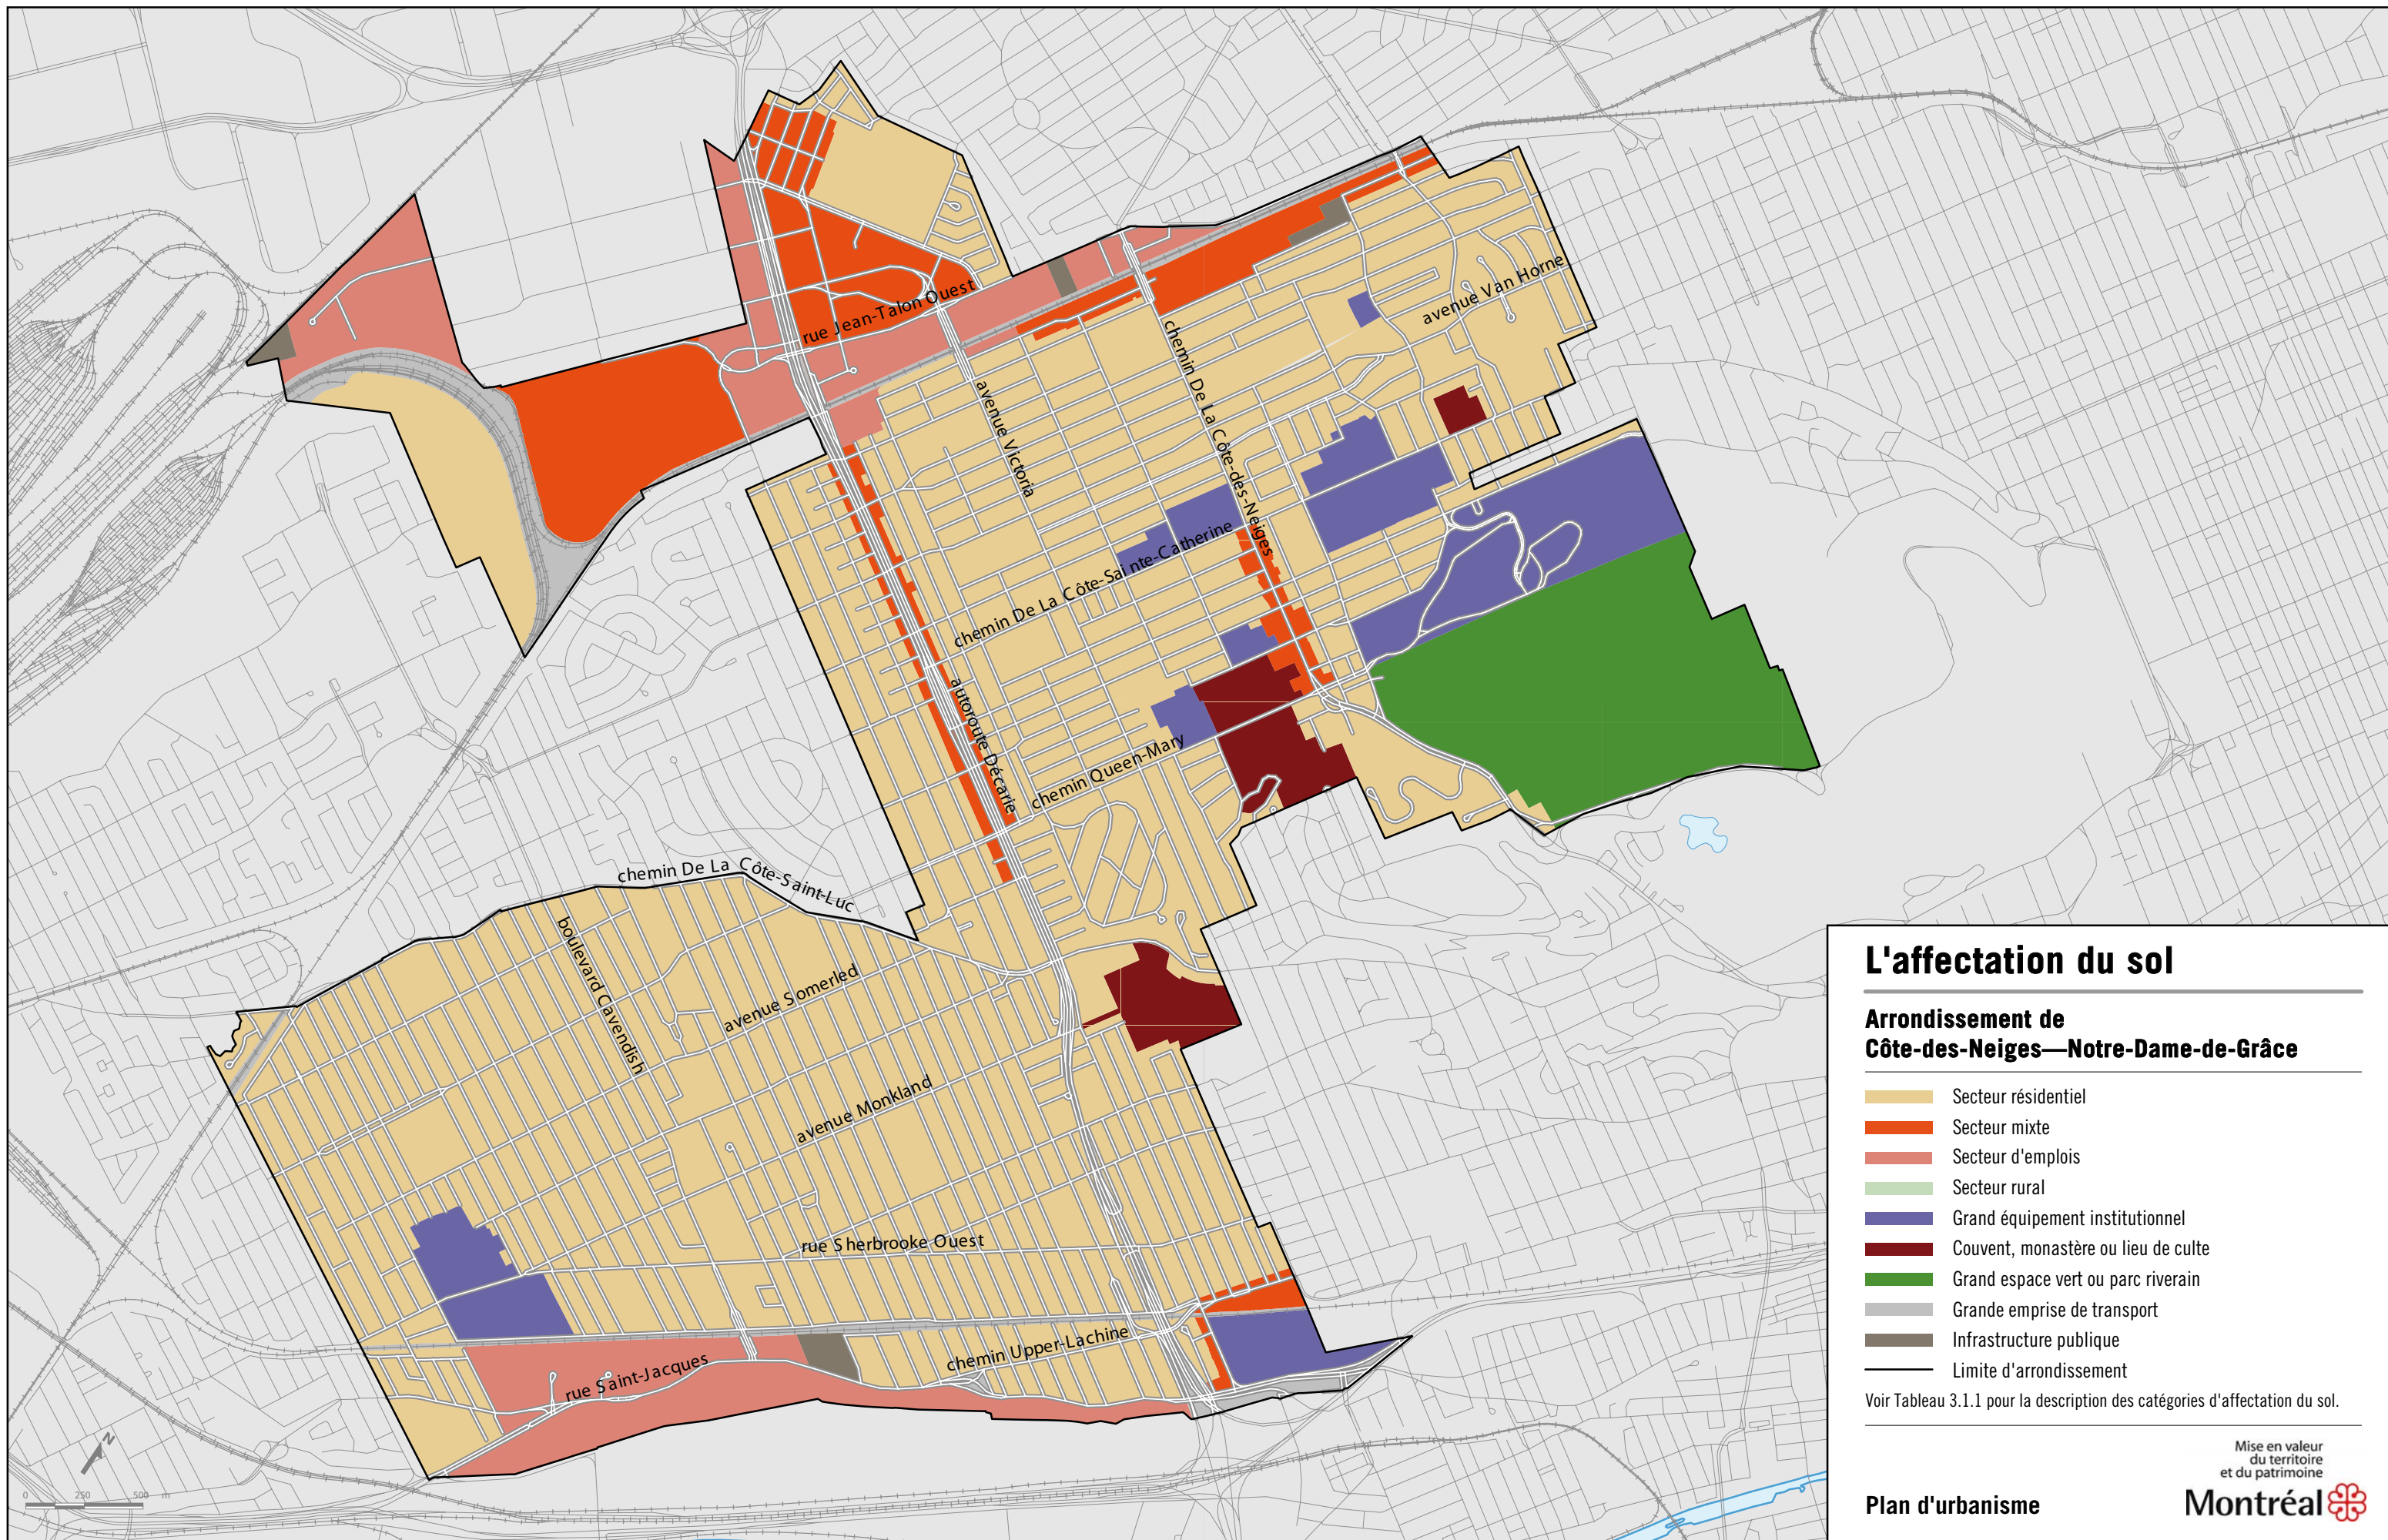 rue Jean-Talon Ouest
avenue Van Horne
avenue Victoria
chemin De La Côte-des-Neiges
chemin De La Côte-Sainte-Catherine
autoroute Décarie
chemin Queen-Mary
chemin De La Côte-Saint-Luc
boulevard Cavendish
avenue Somerled
avenue Monkland
rue Sherbrooke Ouest
chemin Upper-Lachine
rue Saint-Jacques
N
0 250 500 m
L'affectation du sol
Arrondissement de
Côte-des-Neiges—Notre-Dame-de-Grâce
Secteur résidentiel
Secteur mixte
Secteur d'emplois
Secteur rural
Grand équipement institutionnel
Couvent, monastère ou lieu de culte
Grand espace vert ou parc riverain
Grande emprise de transport
Infrastructure publique
Limite d'arrondissement
Voir Tableau 3.1.1 pour la description des catégories d'affectation du sol.
Mise en valeur
du territoire
et du patrimoine
Plan d'urbanisme
Montréal